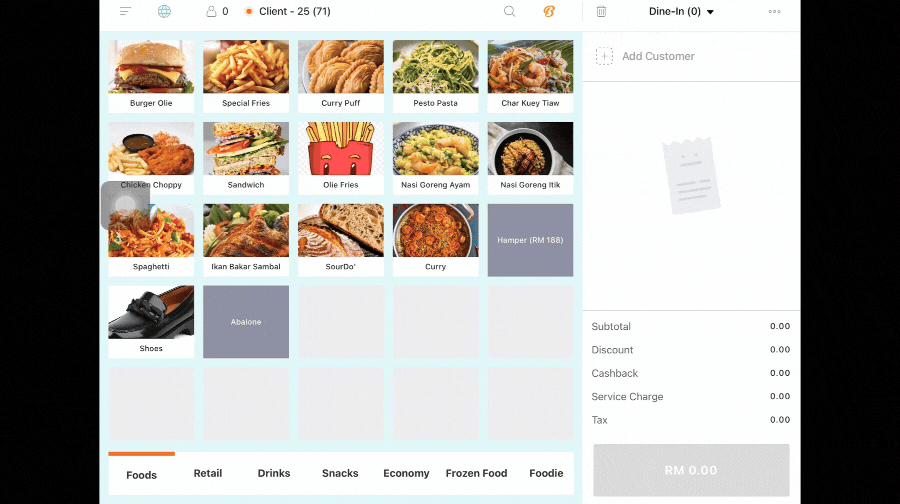 0
Client - 25 (71)
Dine-In (0)
Add Customer
Burger Olie
Special Fries
Curry Puff
Pesto Pasta
Char Kuey Tiaw
Chicken Choppy
Sandwich
Olie Fries
Nasi Goreng Ayam
Nasi Goreng Itik
Spaghetti
Ikan Bakar Sambal
SourDo'
Curry
Hamper (RM 188)
Shoes
Abalone
Subtotal 0.00
Discount 0.00
Cashback 0.00
Service Charge 0.00
Tax 0.00
RM 0.00
Foods
Retail
Drinks
Snacks
Economy
Frozen Food
Foodie